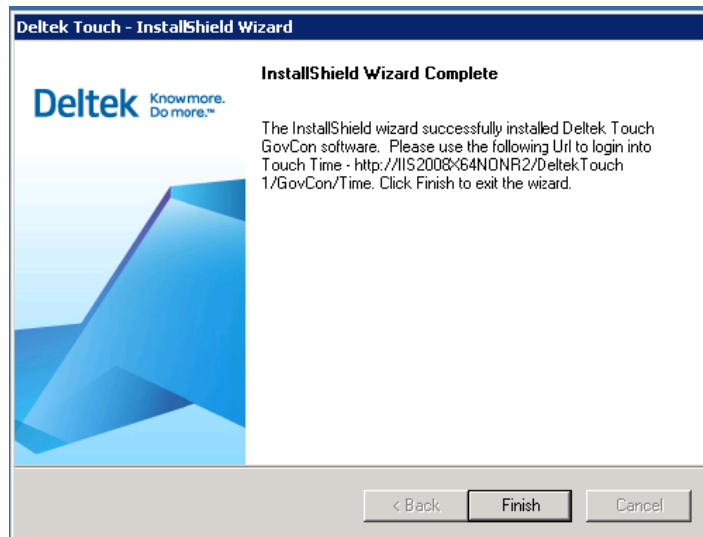 Deltek Touch - InstallShield Wizard
InstallShield Wizard Complete
Deltek Know more.
Do more.™
The InstallShield wizard successfully installed Deltek Touch
GovCon software. Please use the following Url to login into
Touch Time - http://IIS2008X64NONR2/DeltekTouch
1/GovCon/Time. Click Finish to exit the wizard.
< Back Finish Cancel